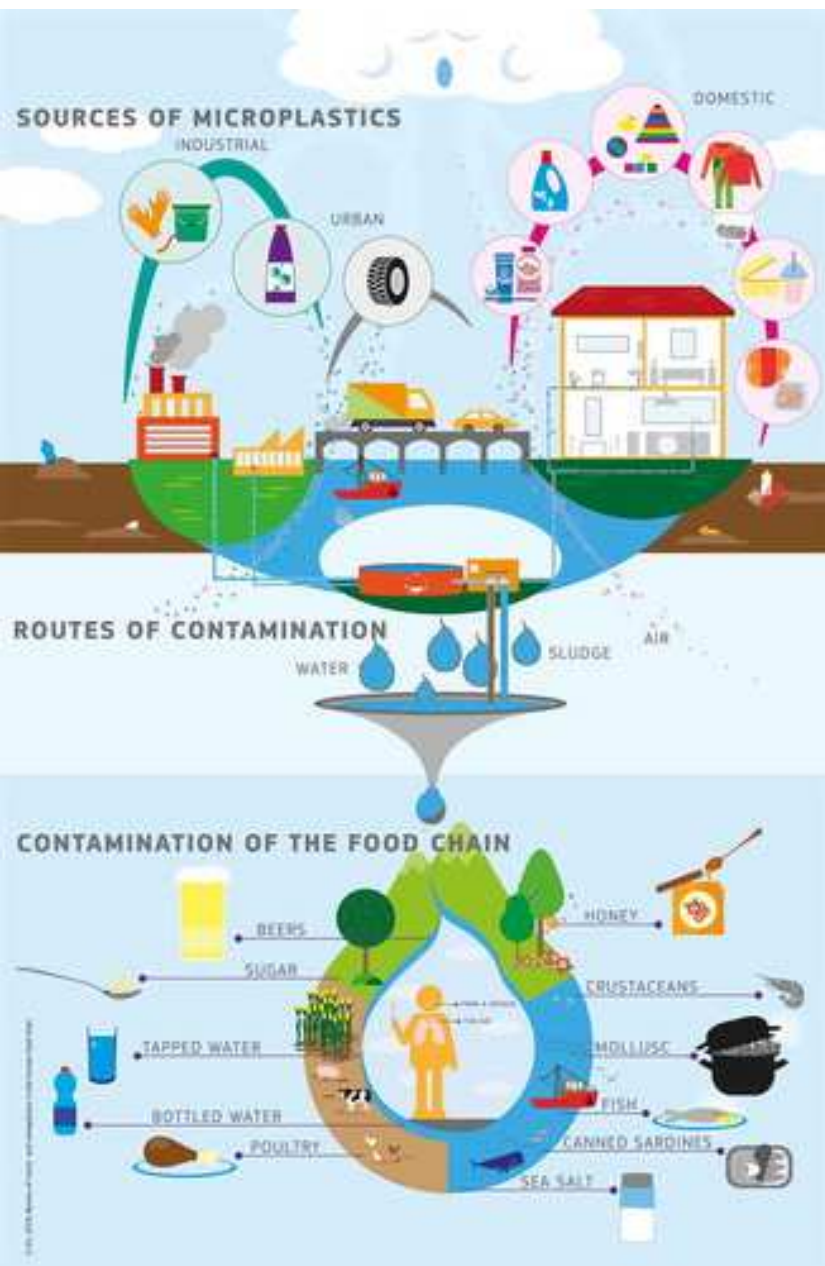 SOURCES OF MICROPLASTICS
INDUSTRIAL
URBAN
DOMESTIC
ROUTES OF CONTAMINATION
WATER
SLUDGE
AIR
CONTAMINATION OF THE FOOD CHAIN
BEERS
SUGAR
TAPPED WATER
BOTTLED WATER
POULTRY
HONEY
CRUSTACEANS
MOLLUSC
FISH
CANNED SARDINES
SEA SALT